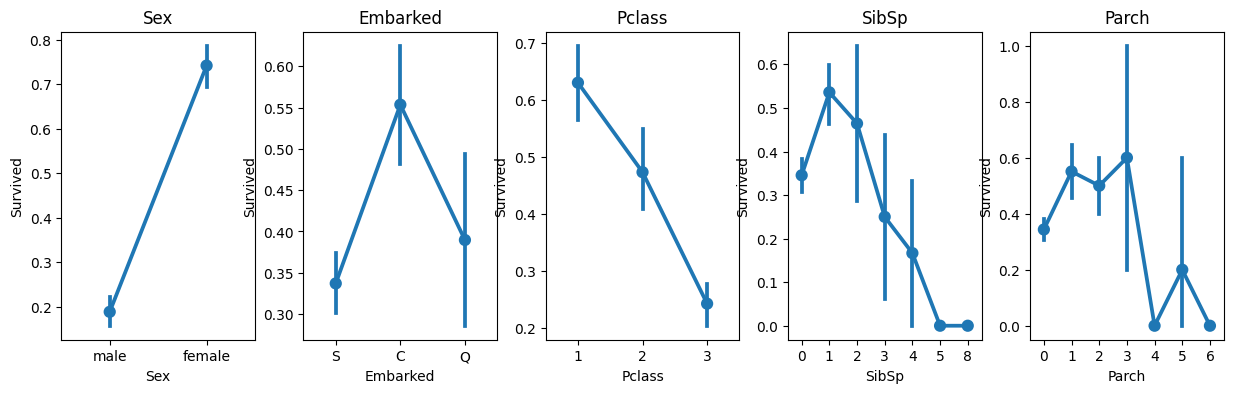 Sex
Survived
0.8
0.7
0.6
0.5
0.4
0.3
0.2
male female
Sex
Embarked
Survived
0.60
0.55
0.50
0.45
0.40
0.35
0.30
S C Q
Embarked
Pclass
Survived
0.7
0.6
0.5
0.4
0.3
0.2
1 2 3
Pclass
SibSp
Survived
0.6
0.5
0.4
0.3
0.2
0.1
0.0
0 1 2 3 4 5 8
SibSp
Parch
Survived
1.0
0.8
0.6
0.4
0.2
0.0
0 1 2 3 4 5 6
Parch